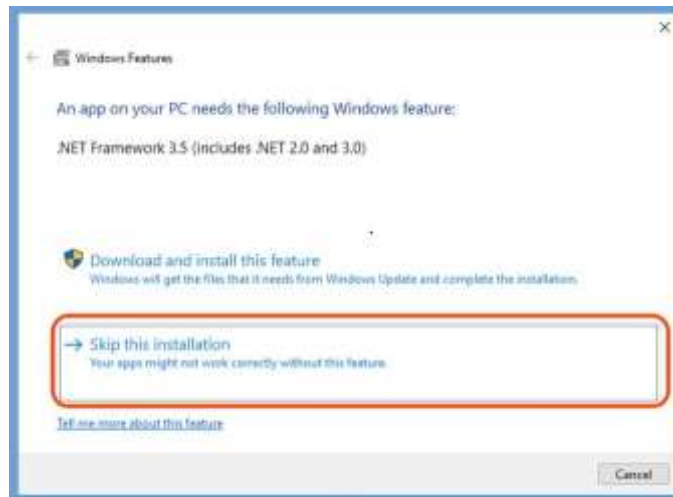 Windows Features
An app on your PC needs the following Windows feature:
.NET Framework 3.5 (includes .NET 2.0 and 3.0)
Download and install this feature
Windows will get the files that it needs from Windows Update and complete the installation.
Skip this installation
Your apps might not work correctly without this feature.
Tell me more about this feature
Cancel